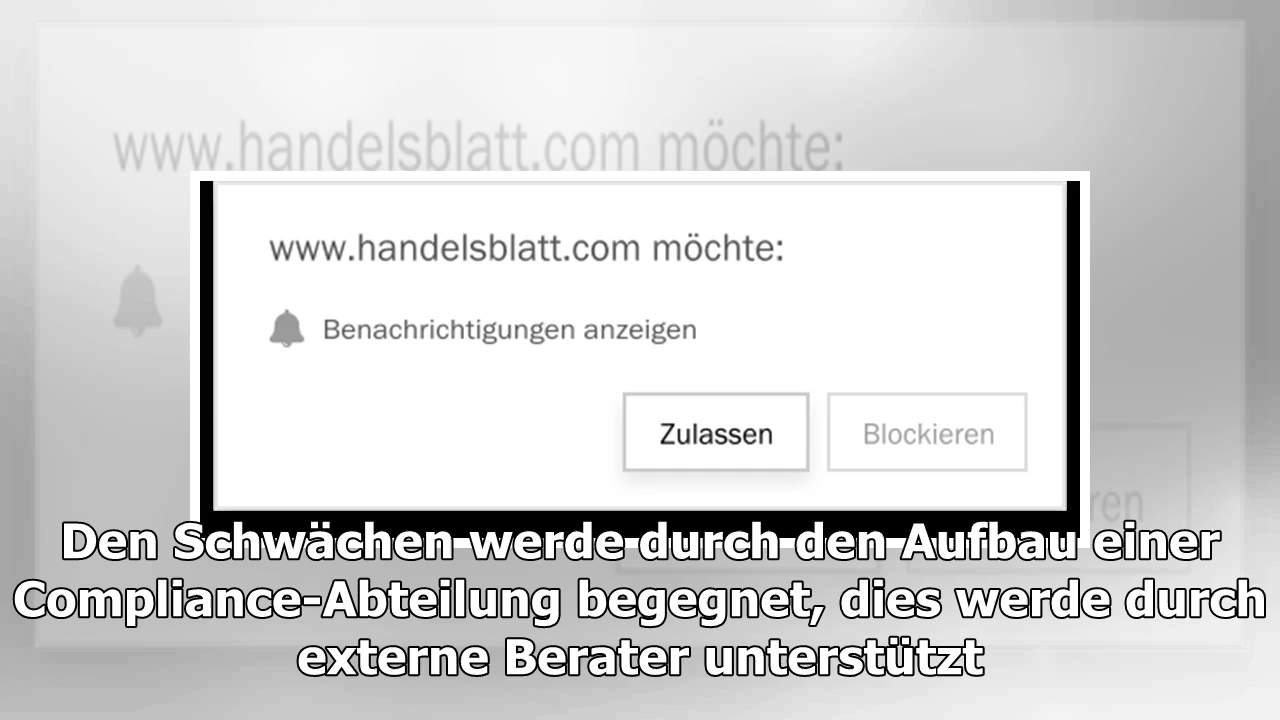 www.handelsblatt.com möchte:
www.handelsblatt.com möchte:
Benachrichtigungen anzeigen
Zulassen Blockieren
ren
Den Schwächen werde durch den Aufbau einer
Compliance-Abteilung begegnet, dies werde durch
externe Berater unterstützt